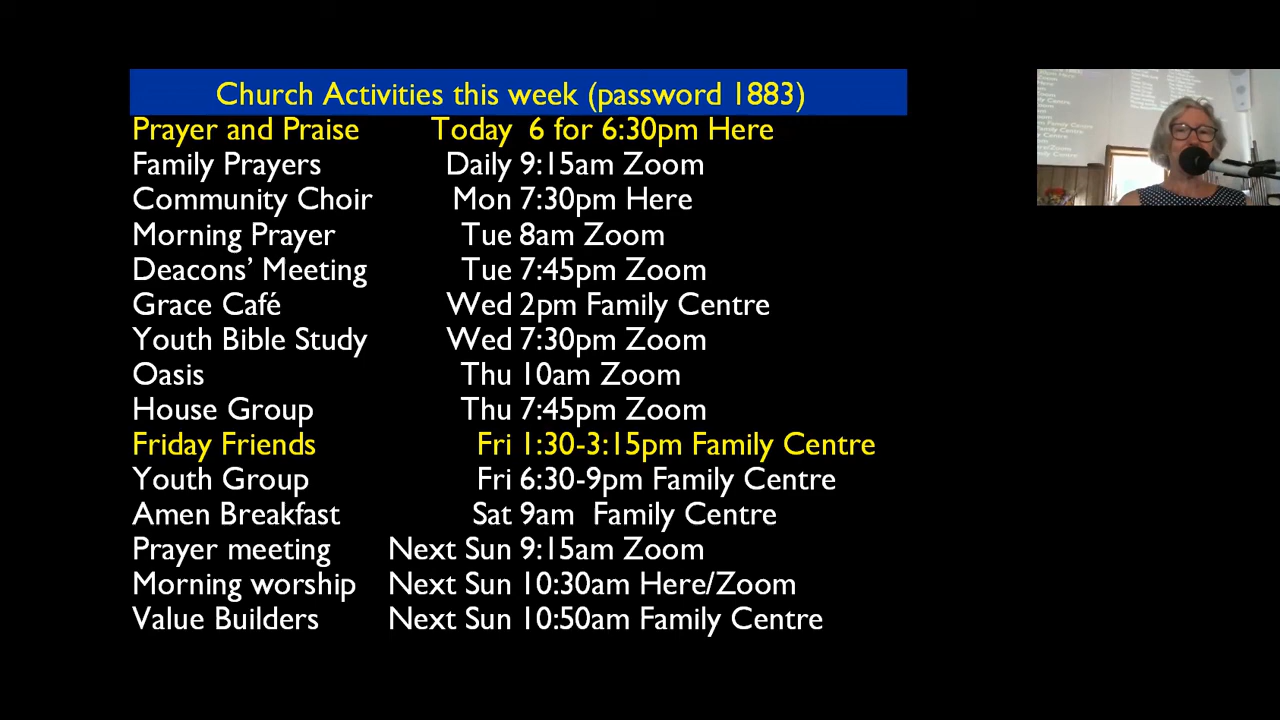 Church Activities this week (password 1883)
Prayer and Praise Today 6 for 6:30pm Here
Family Prayers Daily 9:15am Zoom
Community Choir Mon 7:30pm Here
Morning Prayer Tue 8am Zoom
Deacons’ Meeting Tue 7:45pm Zoom
Grace Café Wed 2pm Family Centre
Youth Bible Study Wed 7:30pm Zoom
Oasis Thu 10am Zoom
House Group Thu 7:45pm Zoom
Friday Friends Fri 1:30-3:15pm Family Centre
Youth Group Fri 6:30-9pm Family Centre
Amen Breakfast Sat 9am Family Centre
Prayer meeting Next Sun 9:15am Zoom
Morning worship Next Sun 10:30am Here/Zoom
Value Builders Next Sun 10:50am Family Centre